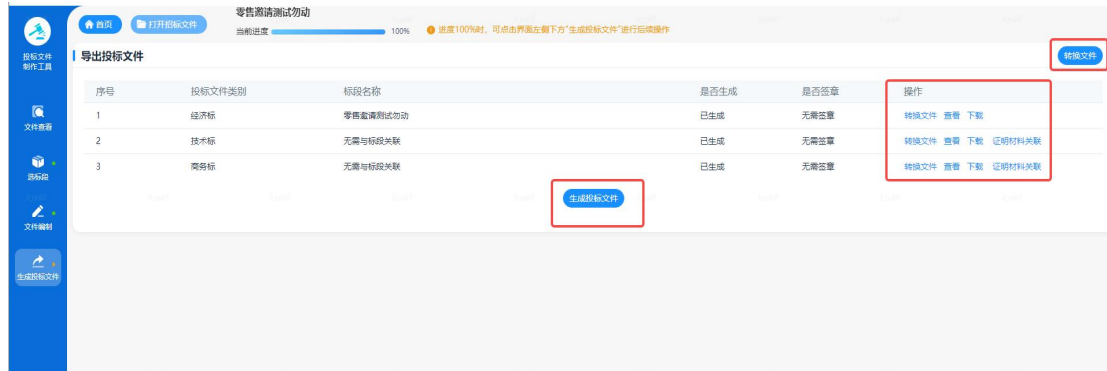 零售邀请测试勿动
首页 打开招标文件
当前进度 100% 进度100%时，可点击界面左侧下方"生成投标文件"进行后续操作
投标文件
制作工具
导出投标文件 转换文件
序号 投标文件类别 标段名称 是否生成 是否签章 操作
1 经济标 零售邀请测试勿动 已生成 无需签章 转换文件 查看 下载
2 技术标 无需与标段关联 已生成 无需签章 转换文件 查看 下载 证明材料关联
3 商务标 无需与标段关联 已生成 无需签章 转换文件 查看 下载 证明材料关联
生成投标文件
文件查看
选标段
文件编制
生成投标文件